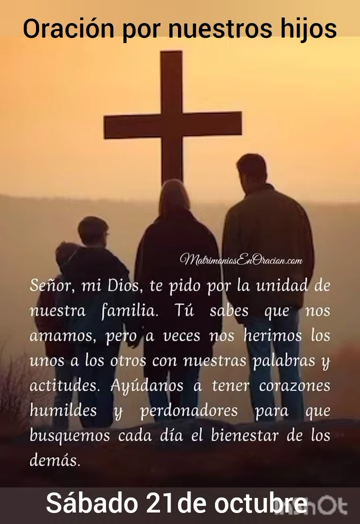 Oración por nuestros hijos
MatrimoniosEnOracion.com
Señor, mi Dios, te pido por la unidad de
nuestra familia. Tú sabes que nos
amamos, pero a veces nos herimos los
unos a los otros con nuestras palabras y
actitudes. Ayúdanos a tener corazones
humildes y perdonadores para que
busquemos cada día el bienestar de los
demás.
Sábado 21de octubre
InShOt